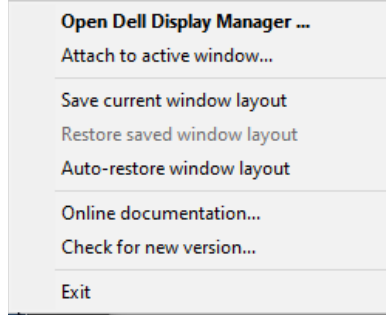 Open Dell Display Manager ...
Attach to active window...
Save current window layout
Restore saved window layout
Auto-restore window layout
Online documentation...
Check for new version...
Exit